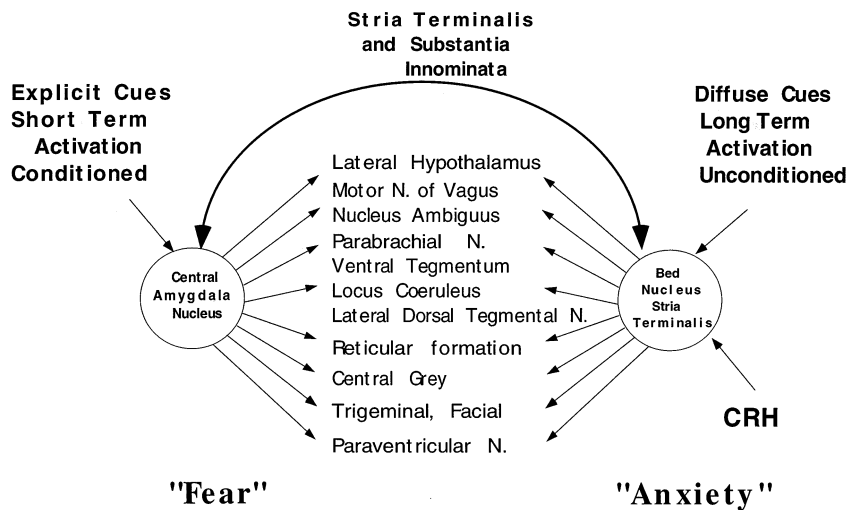 Stria Terminalis
and Substantia
Innominata
Explicit Cues
Short Term
Activation
Conditioned
Diffuse Cues
Long Term
Activation
Unconditioned
Lateral Hypothalamus
Motor N. of Vagus
Nucleus Ambiguus
Parabrachial N.
Ventral Tegmentum
Locus Coeruleus
Lateral Dorsal Tegmental N.
Reticular formation
Central Grey
Trigeminal, Facial
Paraventricular N.
Central
Amygdala
Nucleus
Bed
Nucleus
Stria
Terminalis
CRH
"Fear"
"Anxiety"